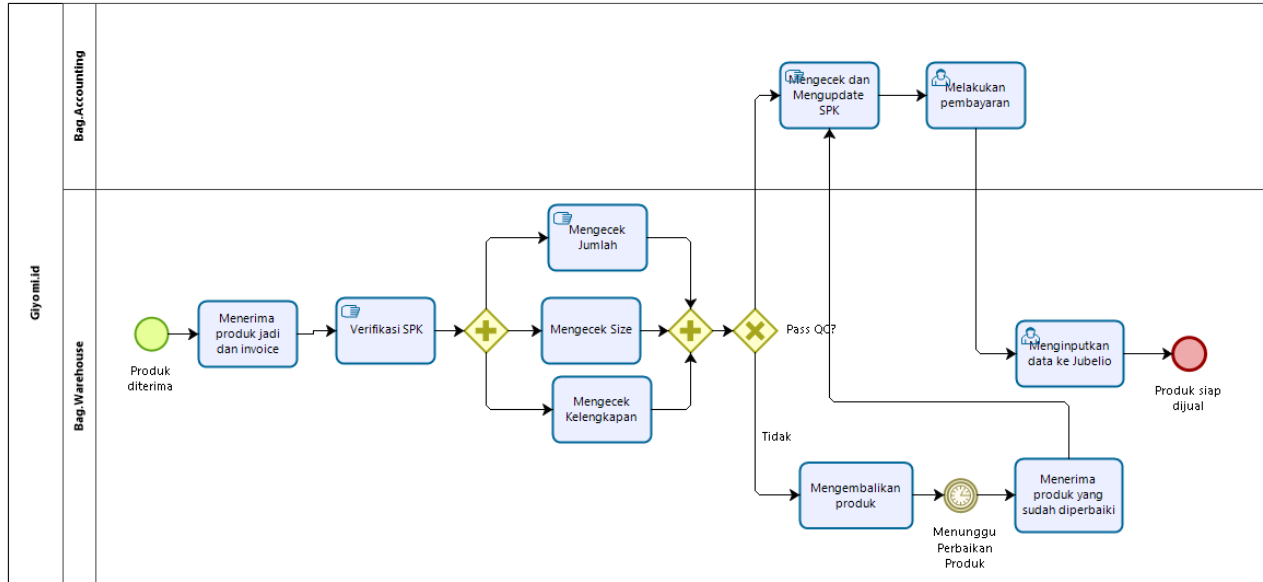 Giyomi.id
Bag.Accounting
Mengecek dan
Mengupdate
SPK
Melakukan
pembayaran
Bag.Warehouse
Produk
diterima
Menerima
produk jadi
dan invoice
Verifikasi SPK
Mengecek
Jumlah
Mengecek Size
Mengecek
Kelengkapan
Pass QC?
Tidak
Mengembalikan
produk
Menunggu
Perbaikan
Produk
Menerima
produk yang
sudah diperbaiki
Menginputkan
data ke Jubelio
Produk siap
dijual